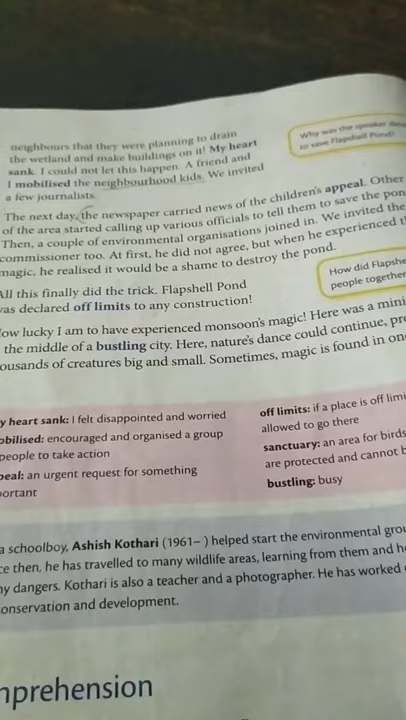 neighbours that they were planning to drain
the wetland and make buildings on it! My heart
sank. I could not let this happen. A friend and
I mobilised the neighbourhood kids. We invited
a few journalists.
Why was the speaker
to save Flapshell Pond?
The next day, the newspaper carried news of the children's appeal. Other
of the area started calling up various officials to tell them to save the pon
Then, a couple of environmental organisations joined in. We invited the
commissioner too. At first, he did not agree, but when he experienced t
magic, he realised it would be a shame to destroy the pond.
All this finally did the trick. Flapshell Pond
was declared off limits to any construction!
How did Flapshe
people together
ow lucky I am to have experienced monsoon's magic! Here was a mini
the middle of a bustling city. Here, nature's dance could continue, pro
ousands of creatures big and small. Sometimes, magic is found in on
y heart sank: I felt disappointed and worried
obilised: encouraged and organised a group
people to take action
peal: an urgent request for something
portant
off limits: if a place is off limi
allowed to go there
sanctuary: an area for birds
are protected and cannot b
bustling: busy
a schoolboy, Ashish Kothari (1961– ) helped start the environmental grou
ce then, he has travelled to many wildlife areas, learning from them and h
ny dangers. Kothari is also a teacher and a photographer. He has worked
onservation and development.
mprehension